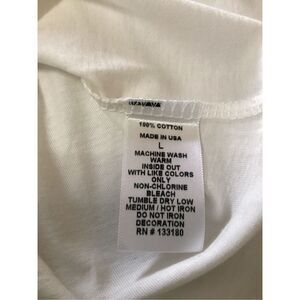 100% COTTON
MADE IN USA
L
MACHINE WASH
WARM
INSIDE OUT
WITH LIKE COLORS
ONLY
NON-CHLORINE
BLEACH
TUMBLE DRY LOW
MEDIUM / HOT IRON
DO NOT IRON
DECORATION
RN # 133180